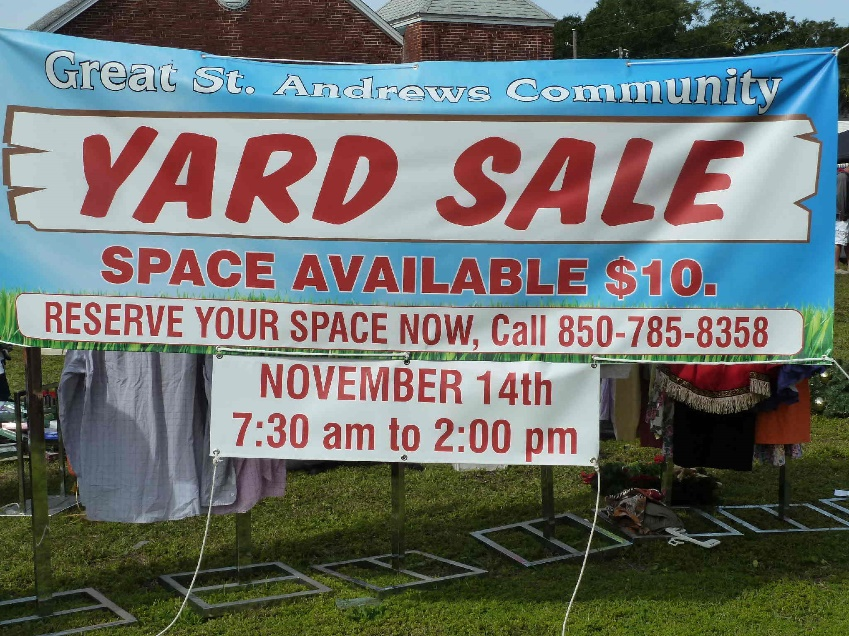 Great St. Andrews Community
YARD SALE
SPACE AVAILABLE $10.
RESERVE YOUR SPACE NOW, Call 850-785-8358
NOVEMBER 14th
7:30 am to 2:00 pm